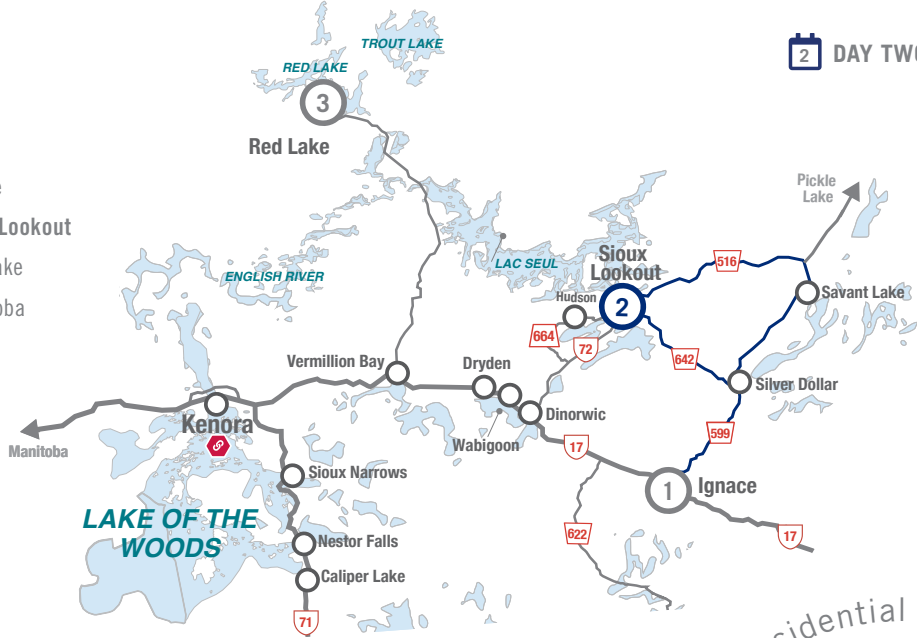 TROUT LAKE
2 DAY TWO
RED LAKE
3
Red Lake
Pickle
Lake
Lookout
ake
oba
ENGLISH RIVER
LAC SEUL
Sioux
Lookout
516
Hudson
2
Savant Lake
664
72
642
Vermillion Bay
Dryden
Silver Dollar
Kenora
Dinorwic
Manitoba
Wabigoon
17
599
Sioux Narrows
1
Ignace
LAKE OF THE
WOODS
622
17
Nestor Falls
Caliper Lake
71
sidential